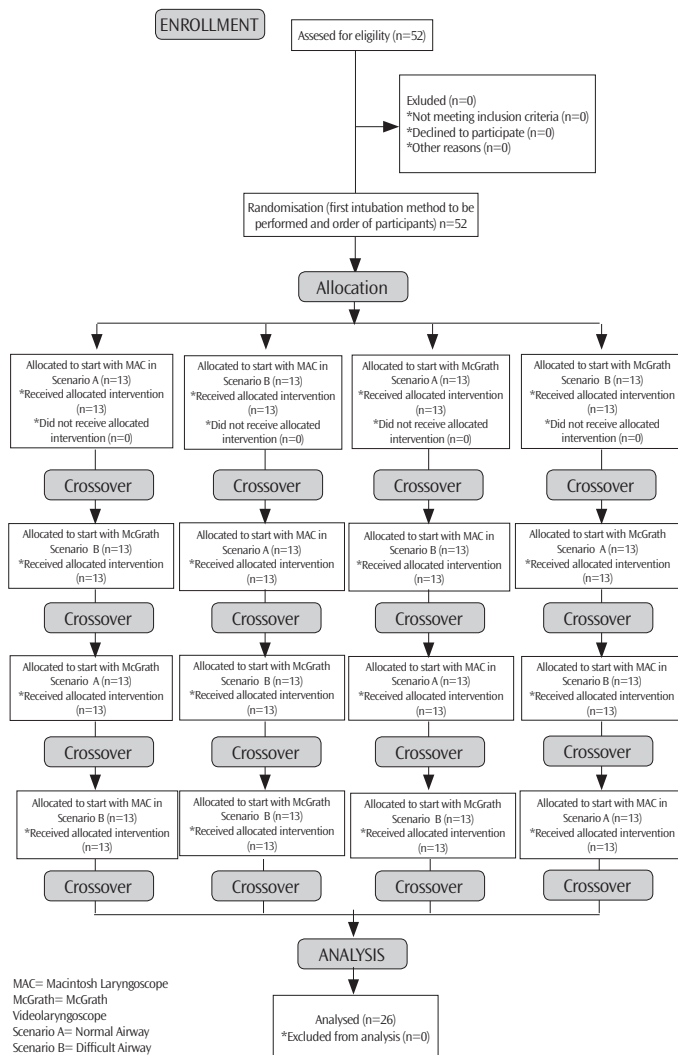 ENROLLMENT
Assesed for eligility (n=52)
Exluded (n=0)
*Not meeting inclusion criteria (n=0)
*Declined to participate (n=0)
*Other reasons (n=0)
Randomisation (first intubation method to be
performed and order of participants) n=52
Allocation
Allocated to start with MAC in
Scenario A (n=13)
*Received allocated intervention
(n=13)
*Did not receive allocated
intervention (n=0)
Allocated to start with MAC in
Scenario B (n=13)
*Received allocated intervention
(n=13)
*Did not receive allocated
intervention (n=0)
Allocated to start with McGrath
Scenario A (n=13)
*Received allocated intervention
(n=13)
*Did not receive allocated
intervention (n=0)
Allocated to start with McGrath
Scenario B (n=13)
*Received allocated intervention
(n=13)
*Did not receive allocated
intervention (n=0)
Crossover
Crossover
Crossover
Crossover
Allocated to start with McGrath
Scenario B (n=13)
*Received allocated intervention
(n=13)
Allocated to start with MAC in
Scenario A (n=13)
*Received allocated intervention
(n=13)
Allocated to start with MAC in
Scenario B (n=13)
*Received allocated intervention
(n=13)
Allocated to start with McGrath
Scenario A (n=13)
*Received allocated intervention
(n=13)
Crossover
Crossover
Crossover
Crossover
Allocated to start with McGrath
Scenario A (n=13)
*Received allocated intervention
(n=13)
Allocated to start with McGrath
Scenario B (n=13)
*Received allocated intervention
(n=13)
Allocated to start with MAC in
Scenario A (n=13)
*Received allocated intervention
(n=13)
Allocated to start with MAC in
Scenario B (n=13)
*Received allocated intervention
(n=13)
Crossover
Crossover
Crossover
Crossover
Allocated to start with MAC in
Scenario B (n=13)
*Received allocated intervention
(n=13)
Allocated to start with McGrath
Scenario B (n=13)
*Received allocated intervention
(n=13)
Allocated to start with McGrath
Scenario B (n=13)
*Received allocated intervention
(n=13)
Allocated to start with MAC in
Scenario A (n=13)
*Received allocated intervention
(n=13)
Crossover
Crossover
Crossover
Crossover
ANALYSIS
MAC= Macintosh Laryngoscope
McGrath= McGrath
Videolaryngoscope
Scenario A= Normal Airway
Scenario B= Difficult Airway
Analysed (n=26)
*Excluded from analysis (n=0)